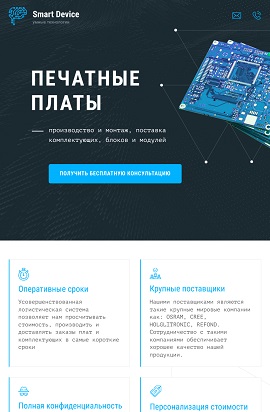 Smart Device
умные технологии
ПЕЧАТНЫЕ
ПЛАТЫ
производство и монтаж, поставка
комплектующих, блоков и модулей
ПОЛУЧИТЬ БЕСПЛАТНУЮ КОНСУЛЬТАЦИЮ
Оперативные сроки
Усовершенствованная
логистическая система
позволяет нам просчитывать
стоимость, производить и
доставлять заказы плат и
комплектующих в самые короткие
сроки
Крупные поставщики
Нашими поставщиками являются
такие крупные мировые компании
как: OSRAM, CREE,
HOLGLITRONIC, REFOND.
Сотрудничество с такими
компаниями обеспечивает
хорошее качество нашей
продукции.
Полная конфиденциальность
Персонализация стоимости